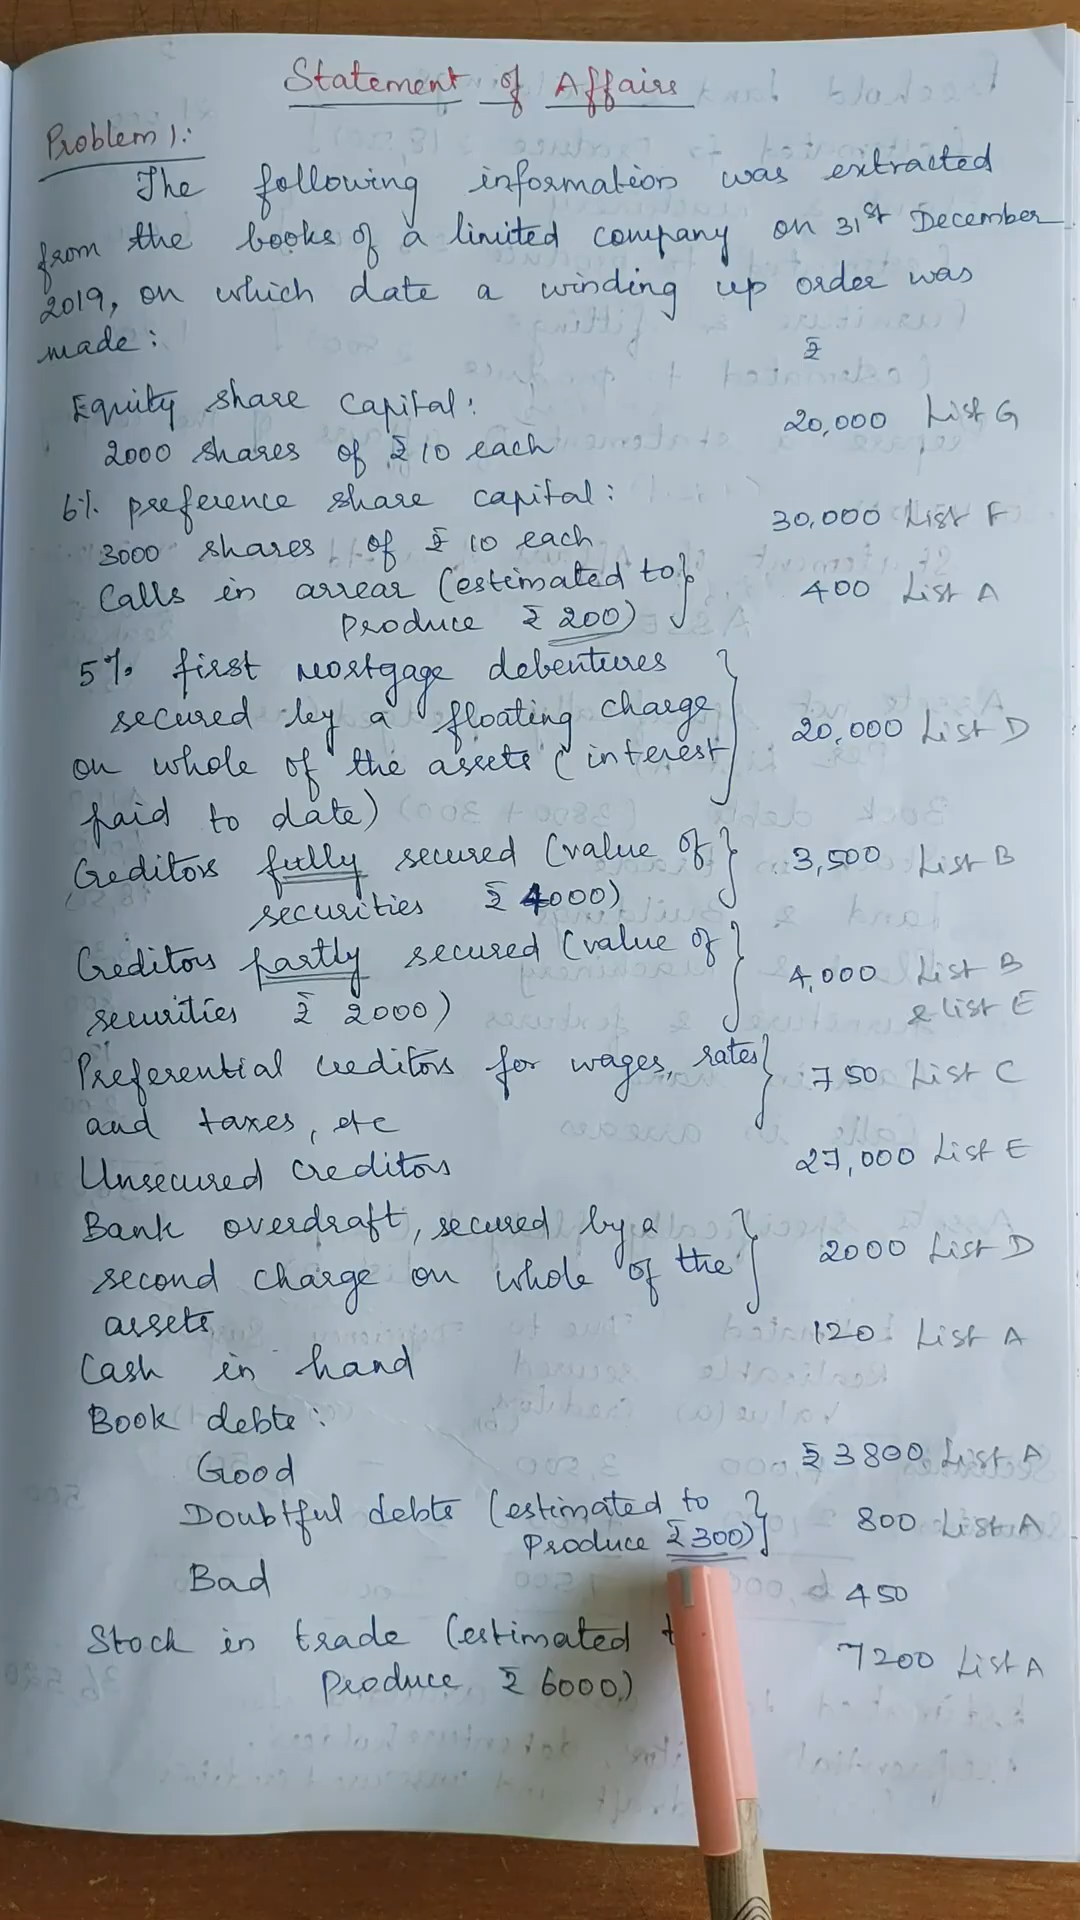 Statement of Affairs
Problem 1:
The following information was extracted
from the books of a limited company on 31st December
2019, on which date a winding up order was
made:
₹
Equity share capital:
2000 shares of ₹ 10 each 20,000 List G
6% preference share capital:
3000 shares of ₹ 10 each 30,000 List F
Calls in arrear (estimated to
Produce ₹ 200) 400 List A
5% first mortgage debentures
secured by a floating charge
on whole of the assets (interest 20,000 List D
paid to date)
Creditors fully secured (value of 3,500 List B
securities ₹ 4000)
Creditors partly secured (value of 4,000 List B
securities ₹ 2000) & List E
Preferential creditors for wages, rates 750 List C
and taxes, etc
Unsecured creditors 27,000 List E
Bank overdraft, secured by a
second charge on whole of the 2000 List D
assets
Cash in hand 120 List A
Book debts:
Good ₹ 3800 List A
Doubtful debts (estimated to 800 List A
Produce ₹ 300)
Bad 450
Stock in trade (estimated t 7200 List A
Produce ₹ 6000)